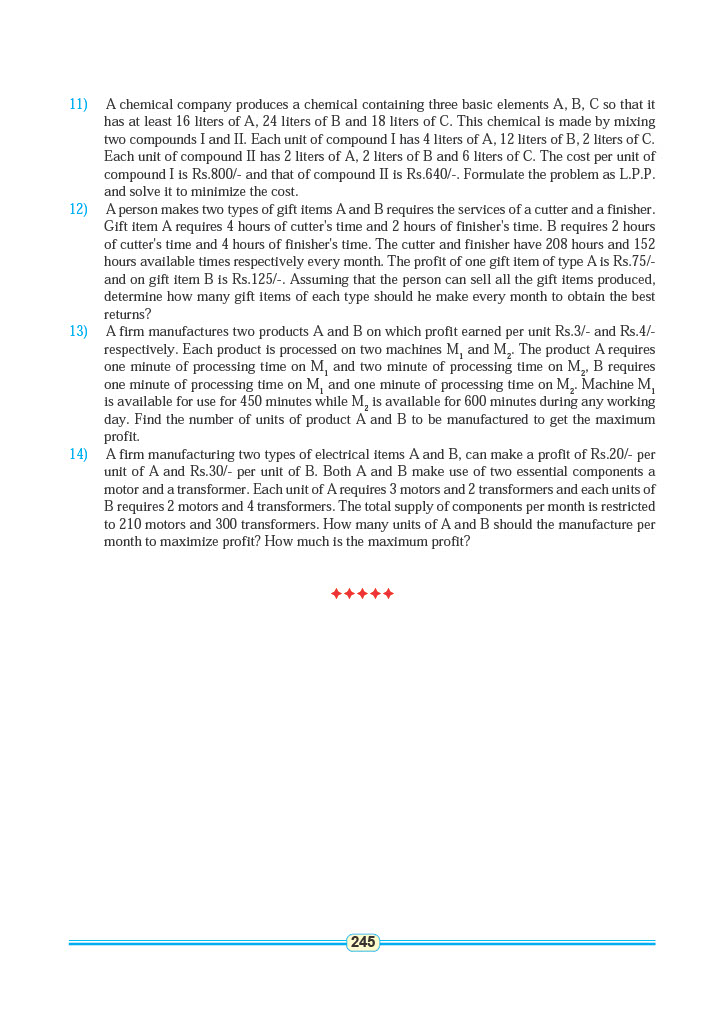 11) A chemical company produces a chemical containing three basic elements A, B, C so that it
has at least 16 liters of A, 24 liters of B and 18 liters of C. This chemical is made by mixing
two compounds I and II. Each unit of compound I has 4 liters of A, 12 liters of B, 2 liters of C.
Each unit of compound II has 2 liters of A, 2 liters of B and 6 liters of C. The cost per unit of
compound I is Rs.800/- and that of compound II is Rs.640/-. Formulate the problem as L.P.P.
and solve it to minimize the cost.
12) A person makes two types of gift items A and B requires the services of a cutter and a finisher.
Gift item A requires 4 hours of cutter's time and 2 hours of finisher's time. B requires 2 hours
of cutter's time and 4 hours of finisher's time. The cutter and finisher have 208 hours and 152
hours available times respectively every month. The profit of one gift item of type A is Rs.75/-
and on gift item B is Rs.125/-. Assuming that the person can sell all the gift items produced,
determine how many gift items of each type should he make every month to obtain the best
returns?
13) A firm manufactures two products A and B on which profit earned per unit Rs.3/- and Rs.4/-
respectively. Each product is processed on two machines M₁ and M₂. The product A requires
one minute of processing time on M₁ and two minute of processing time on M₂, B requires
one minute of processing time on M₁ and one minute of processing time on M₂. Machine M₁
is available for use for 450 minutes while M₂ is available for 600 minutes during any working
day. Find the number of units of product A and B to be manufactured to get the maximum
profit.
14) A firm manufacturing two types of electrical items A and B, can make a profit of Rs.20/- per
unit of A and Rs.30/- per unit of B. Both A and B make use of two essential components a
motor and a transformer. Each unit of A requires 3 motors and 2 transformers and each units of
B requires 2 motors and 4 transformers. The total supply of components per month is restricted
to 210 motors and 300 transformers. How many units of A and B should the manufacture per
month to maximize profit? How much is the maximum profit?
245